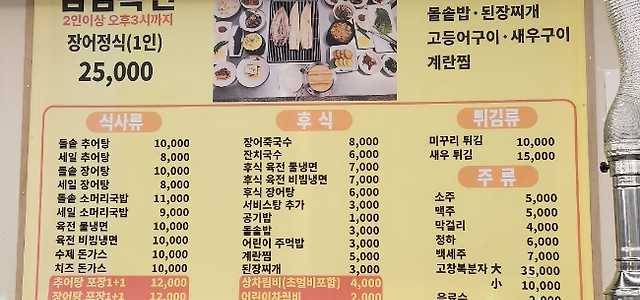 2인이상 오후3시까지
장어정식(1인)
25,000
돌솥밥·된장찌개
고등어구이·새우구이
계란찜
식사류
돌솥 추어탕 10,000
세일 추어탕 8,000
돌솥 장어탕 10,000
세일 장어탕 8,000
돌솥 소머리국밥 11,000
세일 소머리국밥 9,000
육전 물냉면 10,000
육전 비빔냉면 10,000
수제 돈가스 10,000
치즈 돈가스 10,000
추어탕 포장1+1 12,000
장어탕 포장1+1 12,000
후식
장어죽국수 8,000
잔치국수 6,000
후식 육전 물냉면 7,000
후식 육전 비빔냉면 7,000
후식 장어탕 6,000
서비스탕 추가 3,000
공기밥 1,000
돌솥밥 3,000
어린이 주먹밥 3,000
계란찜 5,000
된장찌개 3,000
상차림비(초벌비포함) 4,000
어린이차림비 2,000
튀김류
미꾸리 튀김 10,000
새우 튀김 15,000
주류
소주 5,000
맥주 5,000
막걸리 4,000
청하 6,000
백세주 7,000
고창복분자 大 35,000
小 10,000
음료수 2,000